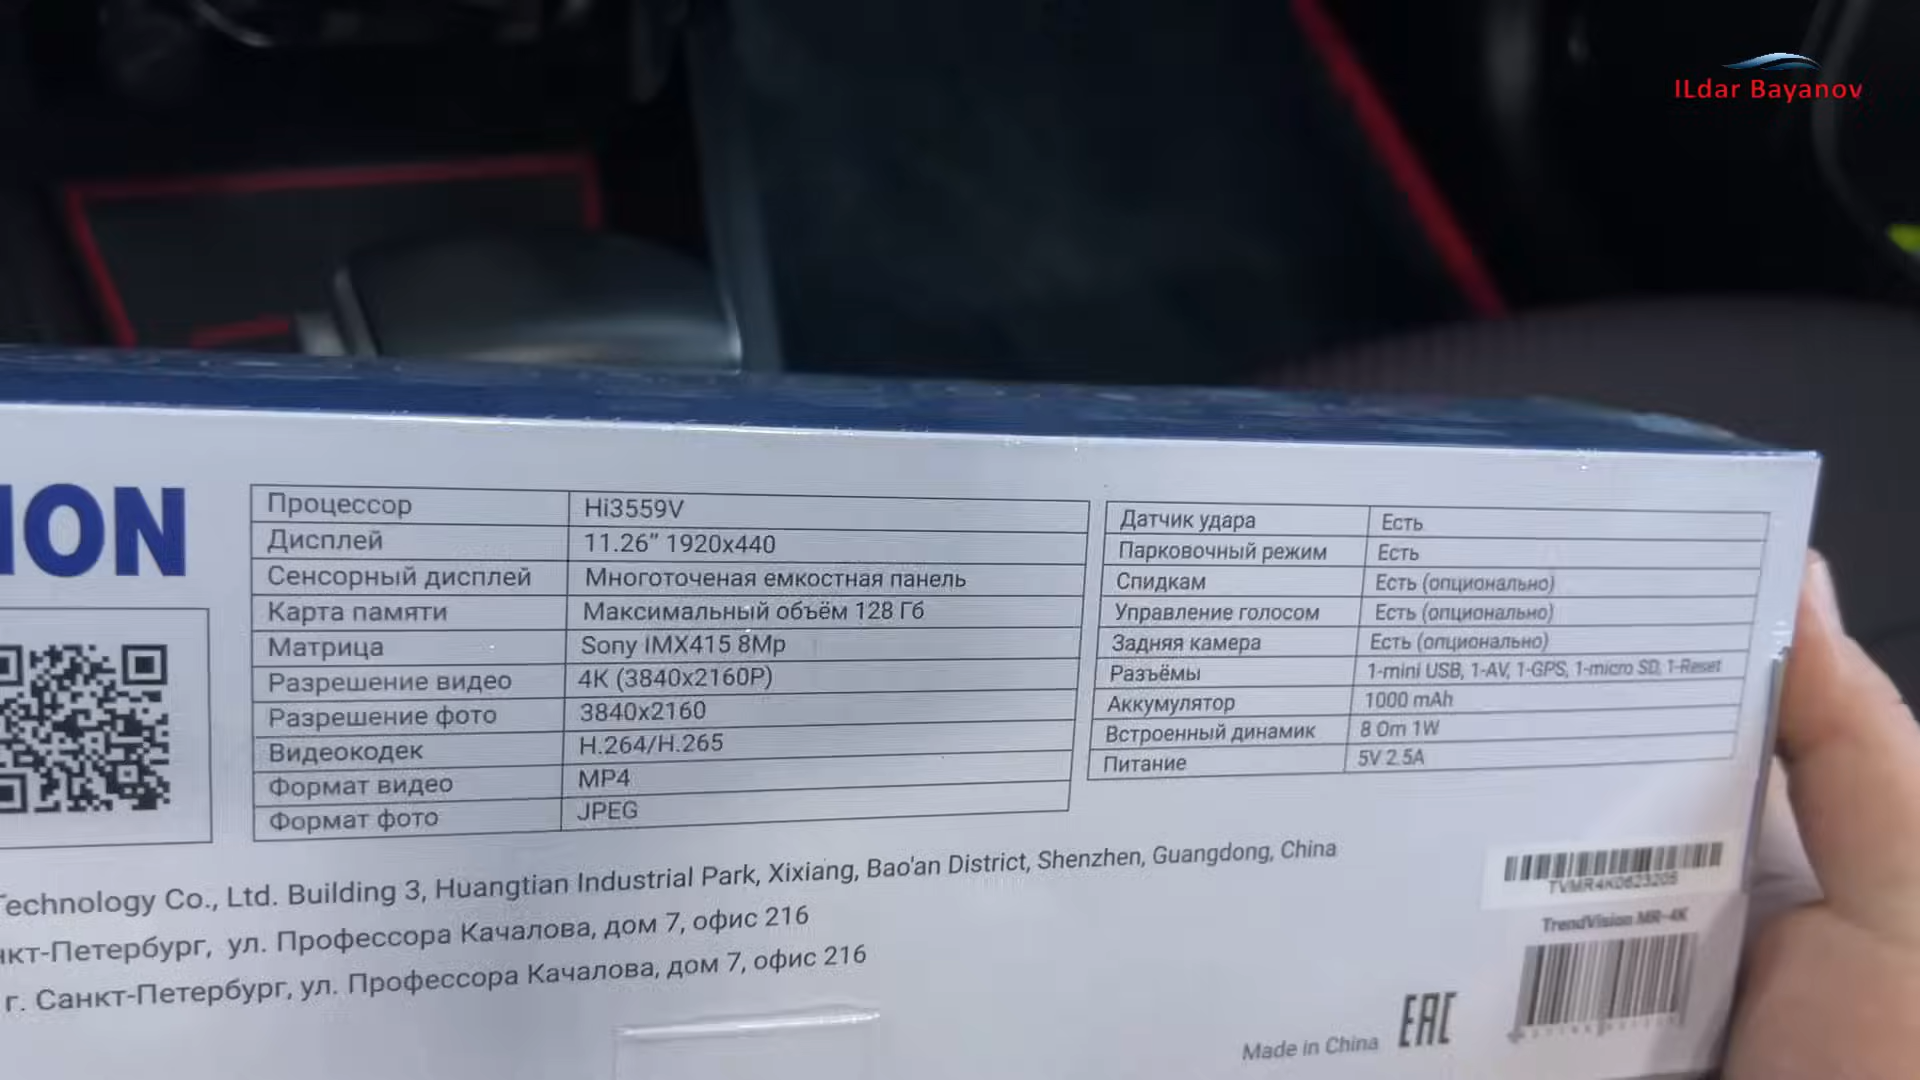 ILdar Bayanov
ION
Процессор Hi3559V
Дисплей 11.26” 1920x440
Сенсорный дисплей Многоточеная емкостная панель
Карта памяти Максимальный объём 128 Гб
Матрица Sony IMX415 8Mp
Разрешение видео 4K (3840x2160P)
Разрешение фото 3840x2160
Видеокодек H.264/H.265
Формат видео MP4
Формат фото JPEG
Датчик удара Есть
Парковочный режим Есть
Спидкам Есть (опционально)
Управление голосом Есть (опционально)
Задняя камера Есть (опционально)
Разъёмы 1-mini USB, 1-AV, 1-GPS, 1-micro SD, 1-Reset
Аккумулятор 1000 mAh
Встроенный динамик 8 Om 1W
Питание 5V 2.5A
Technology Co., Ltd. Building 3, Huangtian Industrial Park, Xixiang, Bao'an District, Shenzhen, Guangdong, China
нкт-Петербург, ул. Профессора Качалова, дом 7, офис 216
г. Санкт-Петербург, ул. Профессора Качалова, дом 7, офис 216
TrendVision MR-4K
Made in China
EAC